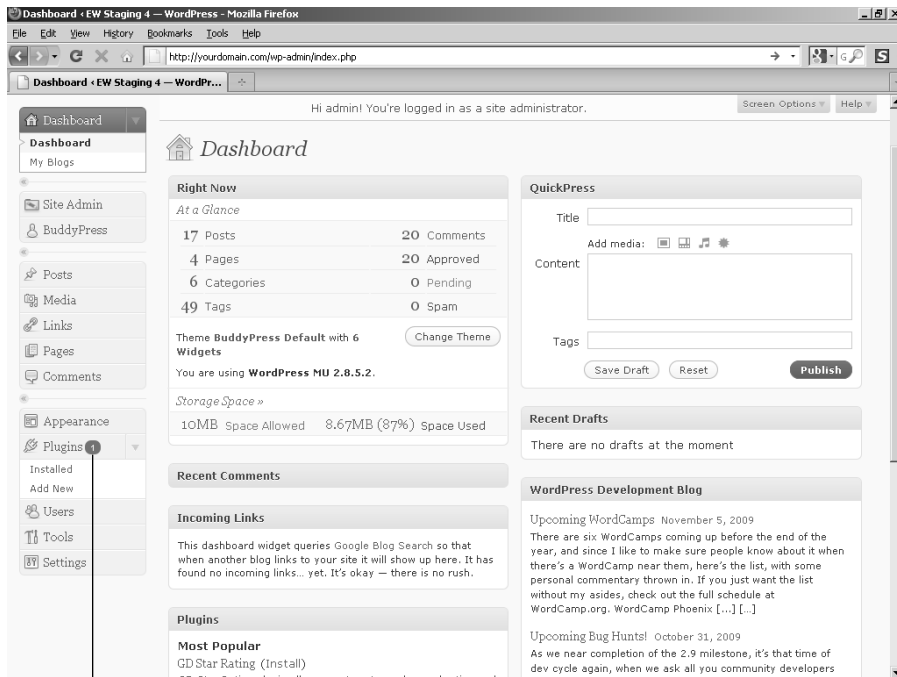 Dashboard ‹ EW Staging 4 — WordPress - Mozilla Firefox
File Edit View History Bookmarks Tools Help
http://yourdomain.com/wp-admin/index.php
Dashboard ‹ EW Staging 4 — WordPr...
Hi admin! You're logged in as a site administrator.
Screen Options Help
Dashboard
Dashboard
My Blogs
Site Admin
BuddyPress
Posts
Media
Links
Pages
Comments
Appearance
Plugins 1
Installed
Add New
Users
Tools
Settings
Dashboard
Right Now
At a Glance
17 Posts 20 Comments
4 Pages 20 Approved
6 Categories 0 Pending
49 Tags 0 Spam
Theme BuddyPress Default with 6
Widgets
Change Theme
You are using WordPress MU 2.8.5.2.
Storage Space »
10MB Space Allowed 8.67MB (87%) Space Used
Recent Comments
Incoming Links
This dashboard widget queries Google Blog Search so that
when another blog links to your site it will show up here. It has
found no incoming links... yet. It's okay — there is no rush.
Plugins
Most Popular
GD Star Rating (Install)
QuickPress
Title
Add media:
Content
Tags
Save Draft Reset Publish
Recent Drafts
There are no drafts at the moment
WordPress Development Blog
Upcoming WordCamps November 5, 2009
There are six WordCamps coming up before the end of the
year, and since I like to make sure people know about it when
there's a WordCamp near them, here's the list, with some
personal commentary thrown in. If you just want the list
without my asides, check out the full schedule at
WordCamp.org. WordCamp Phoenix [...] [...]
Upcoming Bug Hunts! October 31, 2009
As we near completion of the 2.9 milestone, it's that time of
dev cycle again, when we ask all you community developers